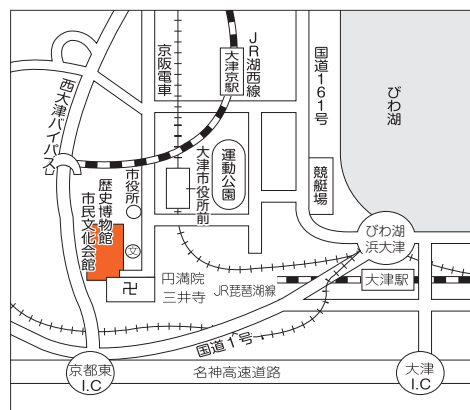 西大津バイパス
京阪電車
大津京駅
JR湖西線
国道161号
びわ湖
市役所
大津市役所前
運動公園
競艇場
歴史博物館
市民文化会館
文
卍
円満院
三井寺
びわ湖
浜大津
JR琵琶湖線
大津駅
国道1号
京都東
I.C
名神高速道路
大津
I.C